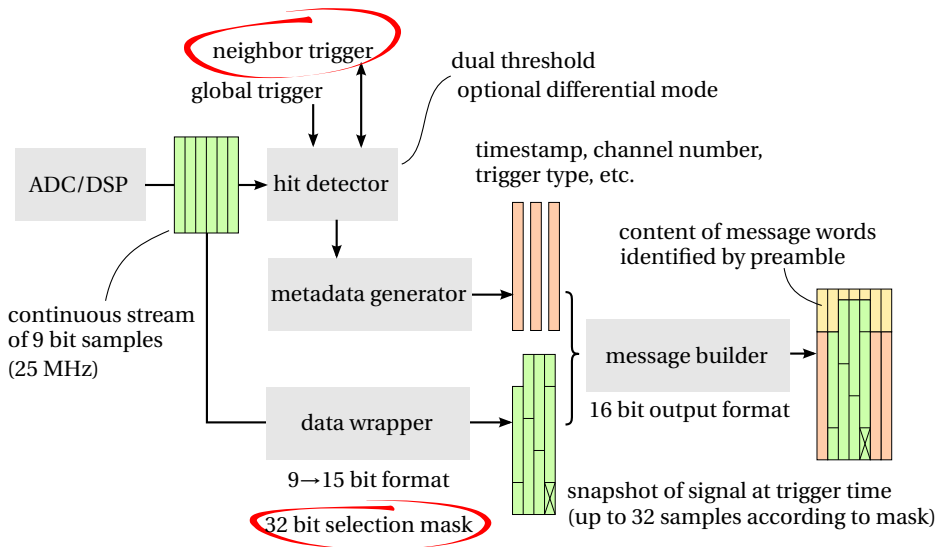 neighbor trigger
global trigger
dual threshold
optional differential mode
ADC/DSP
hit detector
timestamp, channel number,
trigger type, etc.
content of message words
identified by preamble
metadata generator
continuous stream
of 9 bit samples
(25 MHz)
message builder
16 bit output format
data wrapper
9→15 bit format
32 bit selection mask
snapshot of signal at trigger time
(up to 32 samples according to mask)